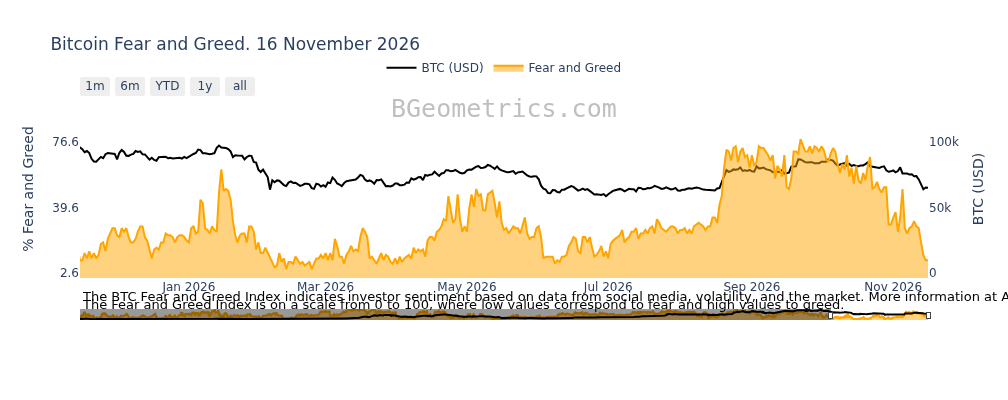 Bitcoin Fear and Greed. 16 November 2026
BTC (USD) Fear and Greed
1m 6m YTD 1y all
BGeometrics.com
76.6 100k
39.6 50k
2.6 0
% Fear and Greed
BTC (USD)
Jan 2026 Mar 2026 May 2026 Jul 2026 Sep 2026 Nov 2026
The BTC Fear and Greed Index indicates investor sentiment based on data from social media, volatility, and the market. More information at A
The Fear and Greed Index is on a scale from 0 to 100, where low values correspond to fear and high values to greed.